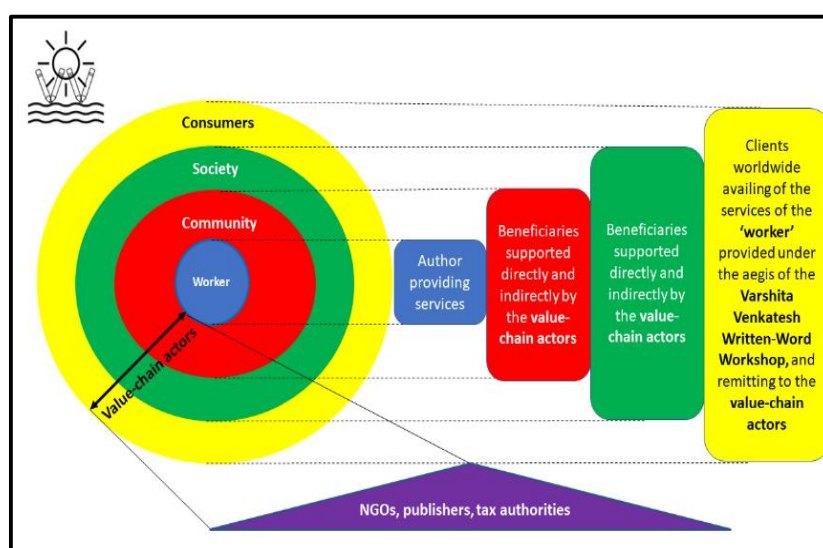 Consumers
Society
Community
Worker
Value-chain actors
Author
providing
services
Beneficiaries
supported
directly and
indirectly by
the value-
chain actors
Beneficiaries
supported
directly and
indirectly by
the value-
chain actors
Clients
worldwide
availing of the
services of the
‘worker’
provided under
the aegis of the
Varshita
Venkatesh
Written-Word
Workshop, and
remitting to the
value-chain
actors
NGOs, publishers, tax authorities